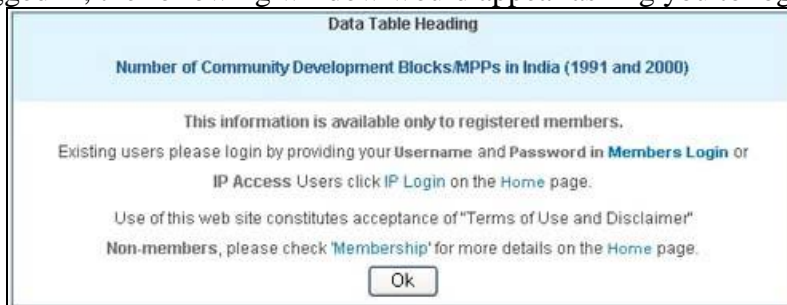 Data Table Heading
Number of Community Development Blocks/MPPs in India (1991 and 2000)
This information is available only to registered members.
Existing users please login by providing your Username and Password in Members Login or
IP Access Users click IP Login on the Home page.
Use of this web site constitutes acceptance of "Terms of Use and Disclaimer"
Non-members, please check 'Membership' for more details on the Home page.
Ok